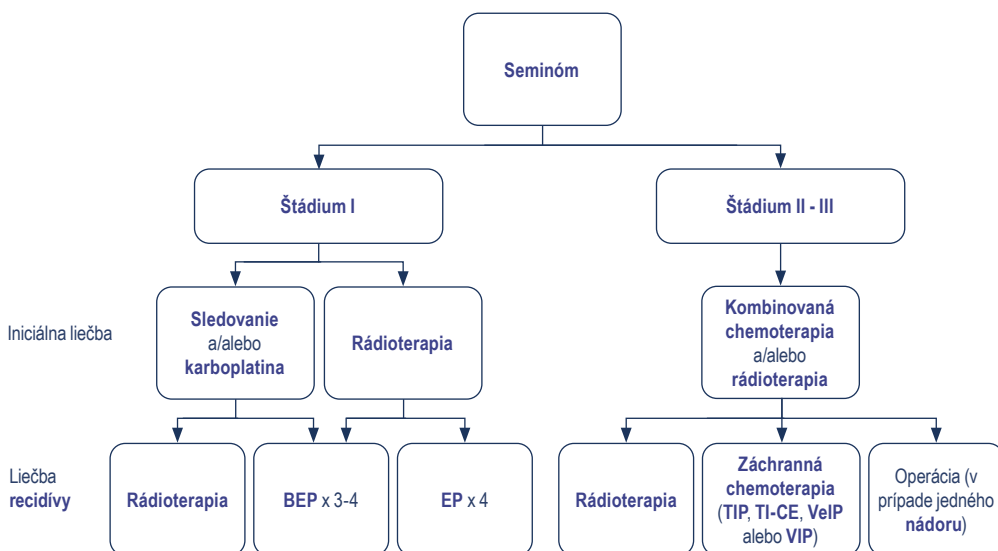 Seminóm
Štádium I
Štádium II - III
Iniciálna liečba
Sledovanie
a/alebo
karboplatina
Rádioterapia
Kombinovaná
chemoterapia
a/alebo
rádioterapia
Liečba
recidívy
Rádioterapia
BEP x 3-4
EP x 4
Rádioterapia
Záchranná
chemoterapia
(TIP, TI-CE, VeIP
alebo VIP)
Operácia (v
prípade jedného
nádoru)